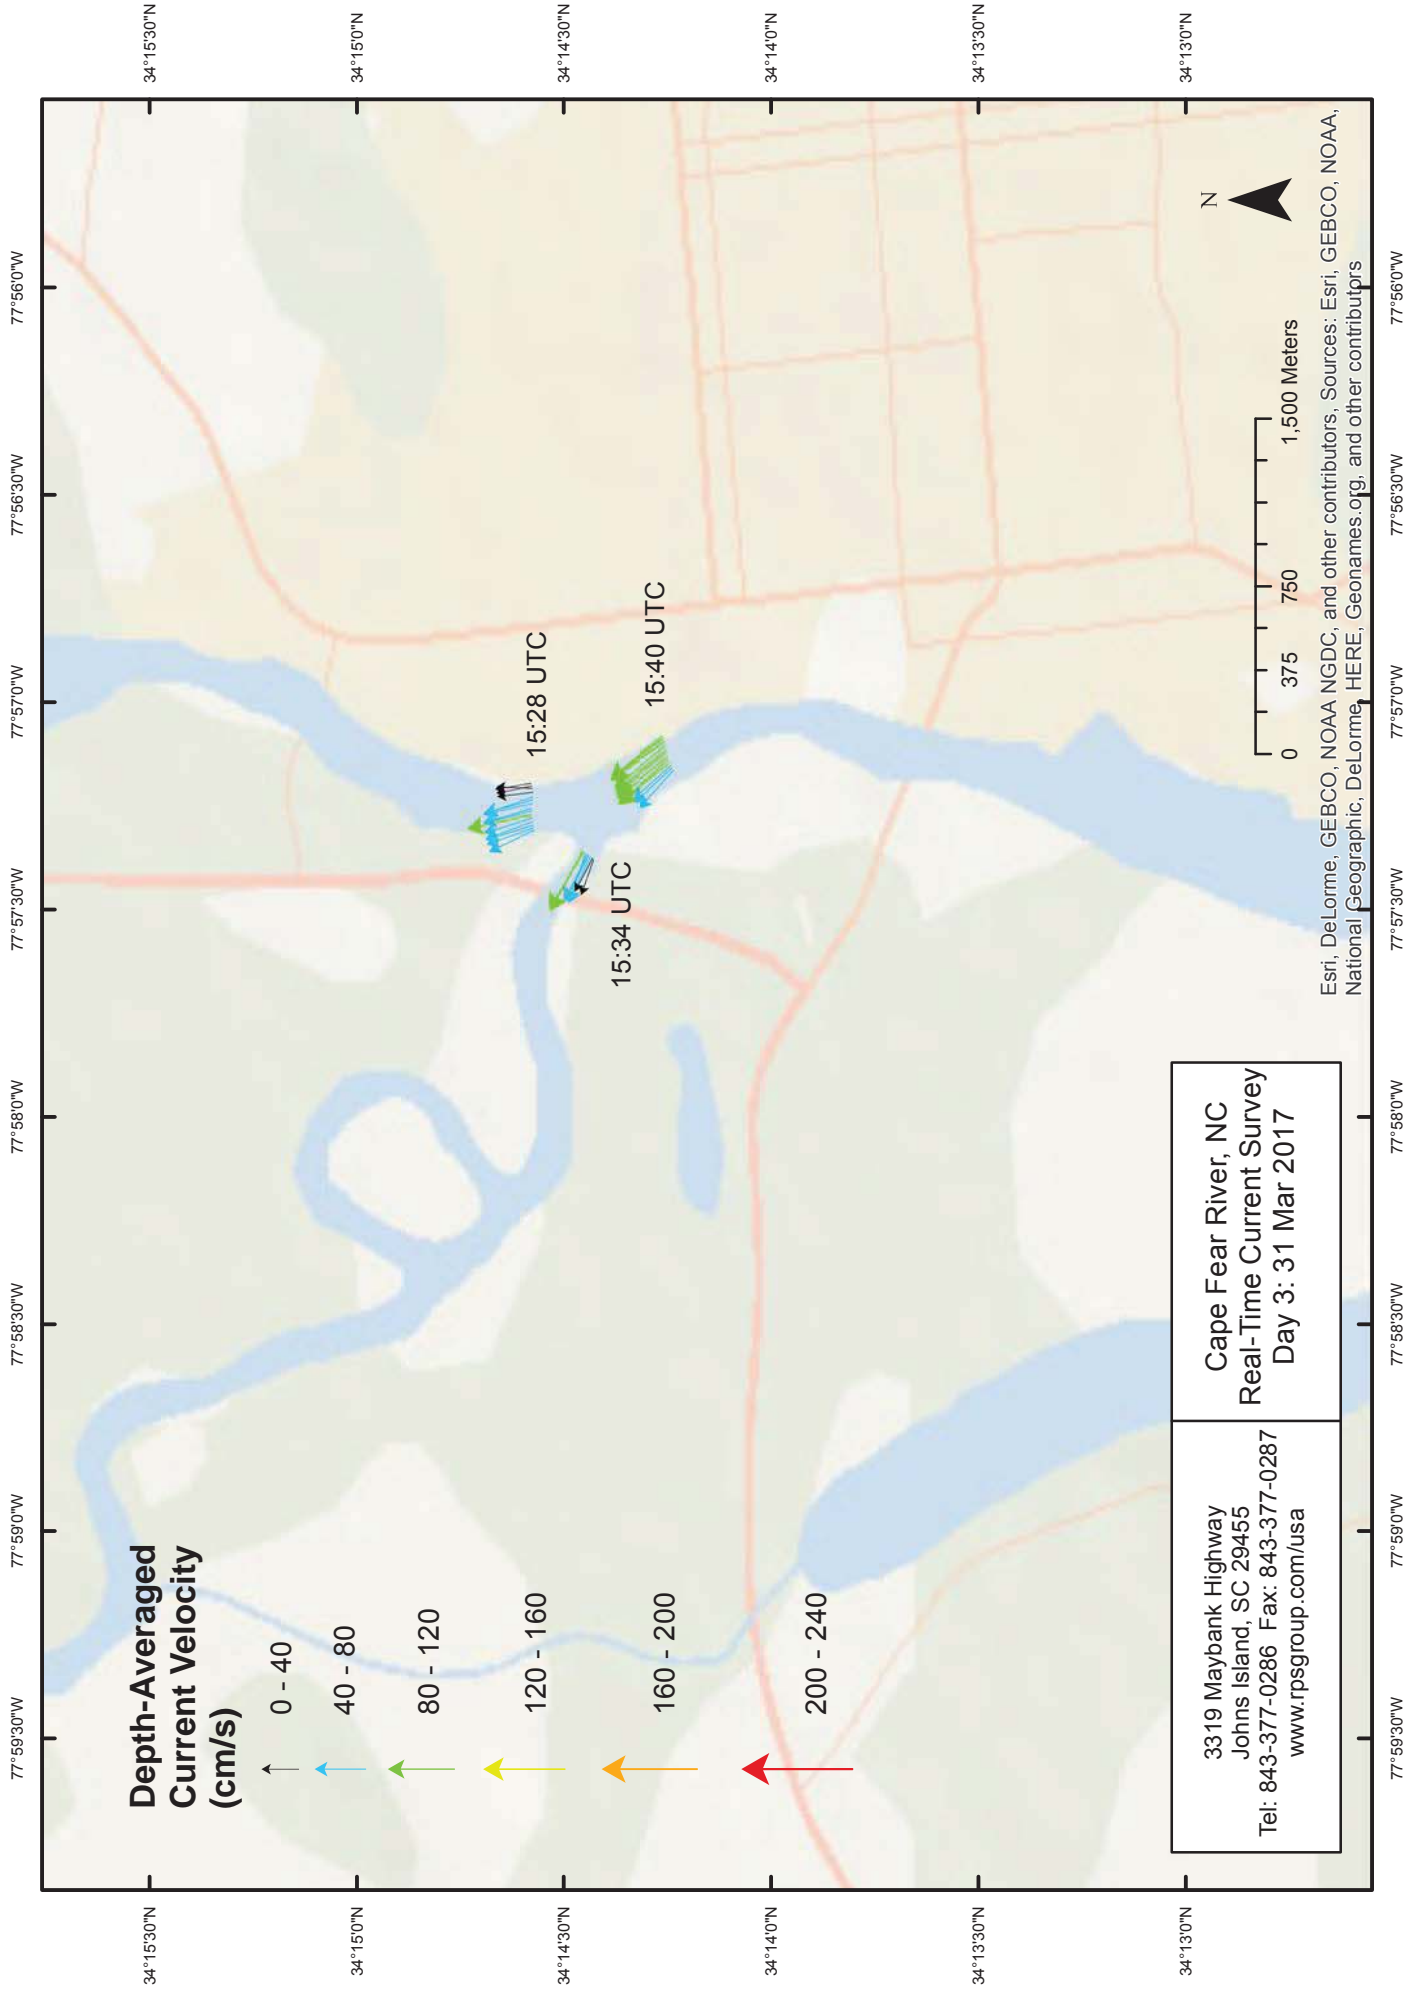 77°59'30"W
77°59'0"W
77°58'30"W
77°58'0"W
77°57'30"W
77°57'0"W
77°56'30"W
77°56'0"W
34°15'30"N
34°15'30"N
34°15'0"N
34°15'0"N
34°14'30"N
34°14'30"N
34°14'0"N
34°14'0"N
34°13'30"N
34°13'30"N
34°13'0"N
34°13'0"N
Depth-Averaged
Current Velocity
(cm/s)
0 - 40
40 - 80
80 - 120
120 - 160
160 - 200
200 - 240
15:28 UTC
15:34 UTC
15:40 UTC
N
0 375 750 1,500 Meters
3319 Maybank Highway
Johns Island, SC 29455
Tel: 843-377-0286 Fax: 843-377-0287
www.rpsgroup.com/usa
Cape Fear River, NC
Real-Time Current Survey
Day 3: 31 Mar 2017
Esri, DeLorme, GEBCO, NOAA NGDC, and other contributors, Sources: Esri, GEBCO, NOAA,
National Geographic, DeLorme, HERE, Geonames.org, and other contributors
77°59'30"W
77°59'0"W
77°58'30"W
77°58'0"W
77°57'30"W
77°57'0"W
77°56'30"W
77°56'0"W